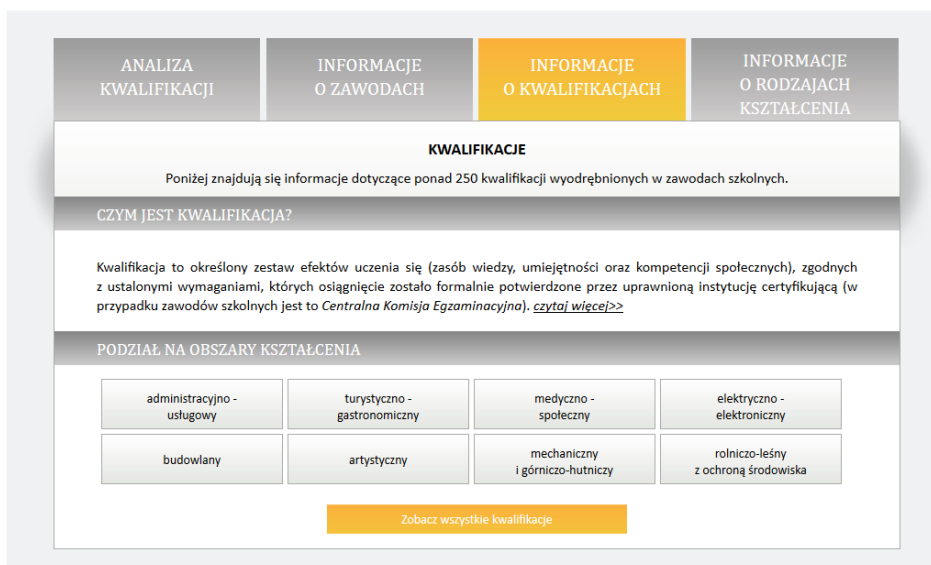 ANALIZA
KWALIFIKACJI
INFORMACJE
O ZAWODACH
INFORMACJE
O KWALIFIKACJACH
INFORMACJE
O RODZAJACH
KSZTAŁCENIA
KWALIFIKACJE
Poniżej znajdują się informacje dotyczące ponad 250 kwalifikacji wyodrębnionych w zawodach szkolnych.
CZYM JEST KWALIFIKACJA?
Kwalifikacja to określony zestaw efektów uczenia się (zasób wiedzy, umiejętności oraz kompetencji społecznych), zgodnych
z ustalonymi wymaganiami, których osiągnięcie zostało formalnie potwierdzone przez uprawnioną instytucję certyfikującą (w
przypadku zawodów szkolnych jest to Centralna Komisja Egzaminacyjna). czytaj więcej>>
PODZIAŁ NA OBSZARY KSZTAŁCENIA
administracyjno -
usługowy
turystyczno -
gastronomiczny
medyczno -
społeczny
elektryczno -
elektroniczny
budowlany
artystyczny
mechaniczny
i górniczo-hutniczy
rolniczo-leśny
z ochroną środowiska
Zobacz wszystkie kwalifikacje